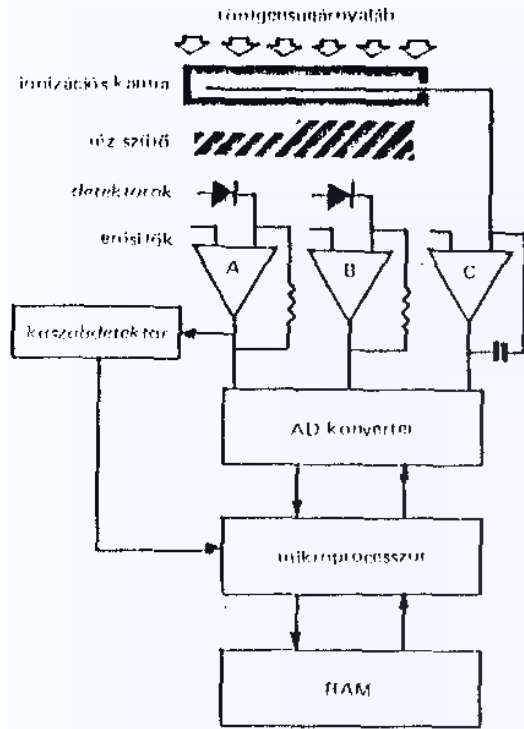 röntgensugárnyaláb
ionizációs kamra
réz szűrő
detektorok
erősítők
A B C
küszöbdetektor
AD konverter
mikroprocesszor
RAM